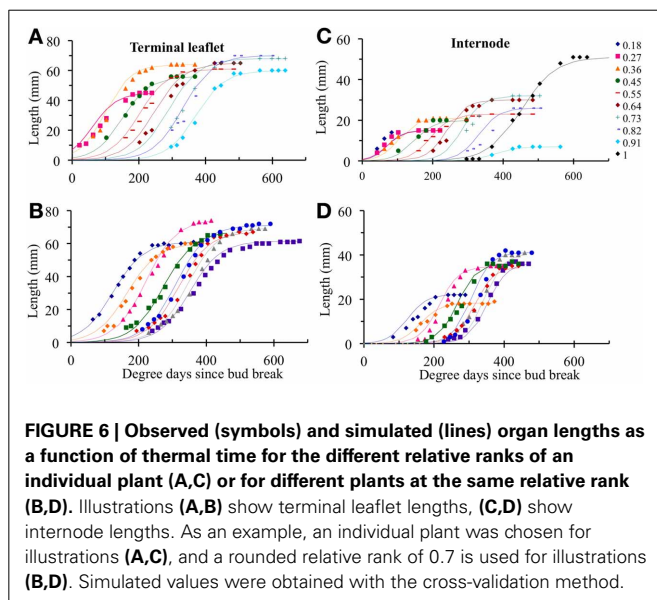 A
Terminal leaflet
Length (mm)
80
60
40
20
0
0 200 400 600
C
Internode
Length (mm)
60
40
20
0
0 200 400 600
0.18
0.27
0.36
0.45
0.55
0.64
0.73
0.82
0.91
1
B
Length (mm)
80
60
40
20
0
0 200 400 600
Degree days since bud break
D
Length (mm)
60
40
20
0
0 200 400 600
Degree days since bud break
FIGURE 6 | Observed (symbols) and simulated (lines) organ lengths as
a function of thermal time for the different relative ranks of an
individual plant (A,C) or for different plants at the same relative rank
(B,D). Illustrations (A,B) show terminal leaflet lengths, (C,D) show
internode lengths. As an example, an individual plant was chosen for
illustrations (A,C), and a rounded relative rank of 0.7 is used for illustrations
(B,D). Simulated values were obtained with the cross-validation method.